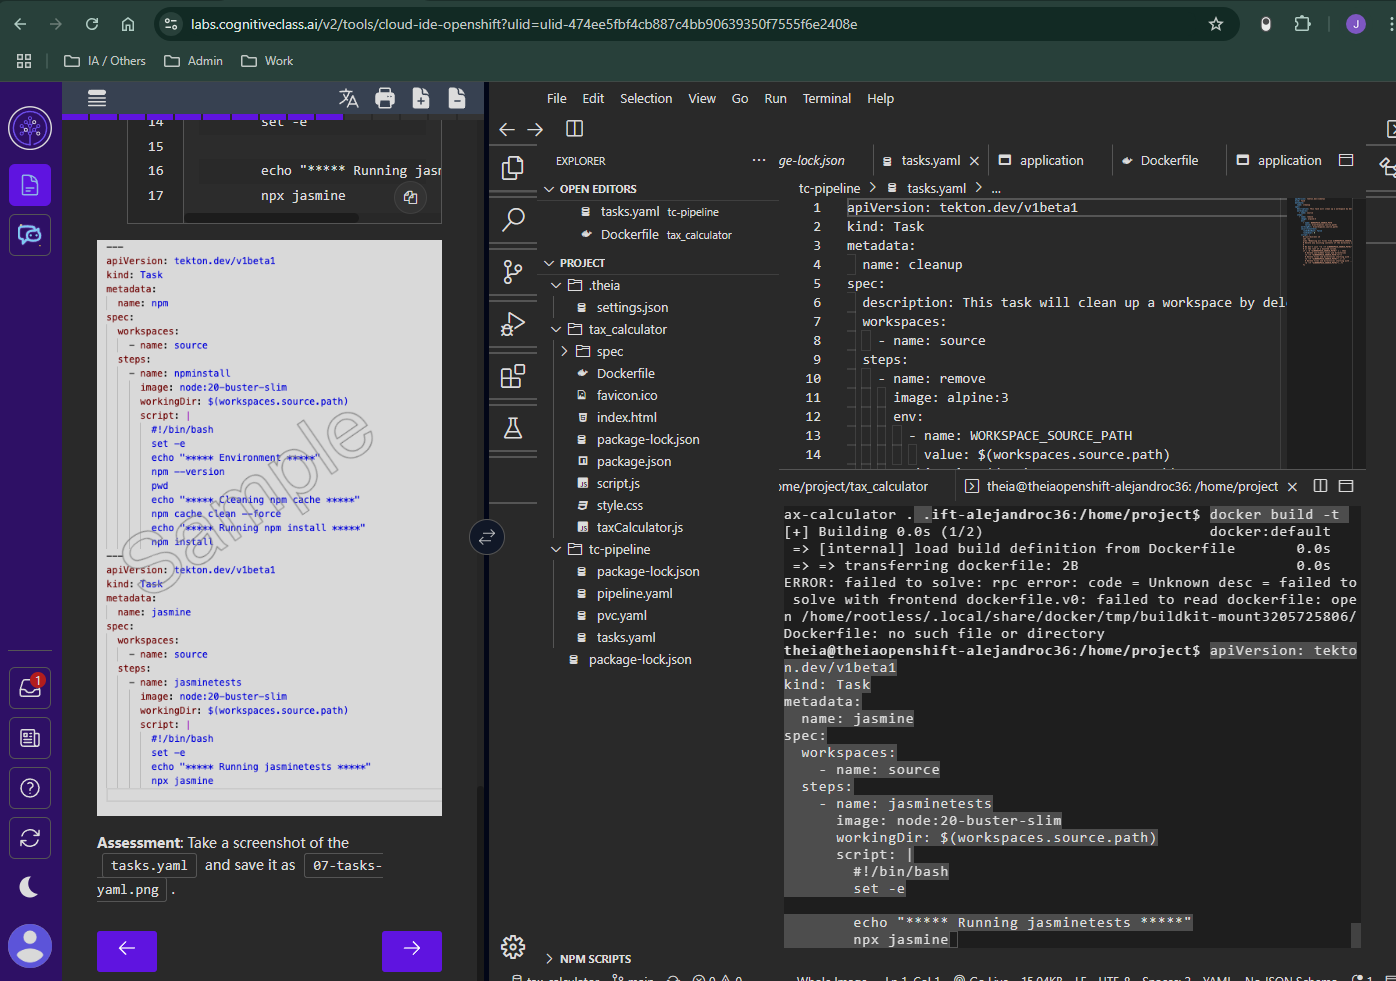 labs.cognitiveclass.ai/v2/tools/cloud-ide-openshift?ulid=ulid-474ee5fbf4cb887c4bb90639350f7555f6e2408e
J
IA / Others
Admin
Work
14 set -e
15
16 echo "***** Running jasm
17 npx jasmine
---
apiVersion: tekton.dev/v1beta1
kind: Task
metadata:
name: npm
spec:
workspaces:
- name: source
steps:
- name: npminstall
image: node:20-buster-slim
workingDir: $(workspaces.source.path)
script: |
#!/bin/bash
set -e
echo "***** Environment *****"
npm --version
pwd
echo "***** Cleaning npm cache *****"
npm cache clean --force
echo "***** Running npm install *****"
npm install
---
apiVersion: tekton.dev/v1beta1
kind: Task
metadata:
name: jasmine
spec:
workspaces:
- name: source
steps:
- name: jasminetests
image: node:20-buster-slim
workingDir: $(workspaces.source.path)
script: |
#!/bin/bash
set -e
echo "***** Running jasminetests *****"
npx jasmine
Sample
Assessment: Take a screenshot of the
tasks.yaml and save it as 07-tasks-
yaml.png .
1
File Edit Selection View Go Run Terminal Help
EXPLORER
OPEN EDITORS
tasks.yaml tc-pipeline
Dockerfile tax_calculator
PROJECT
.theia
settings.json
tax_calculator
spec
Dockerfile
favicon.ico
index.html
package-lock.json
package.json
script.js
style.css
taxCalculator.js
tc-pipeline
package-lock.json
pipeline.yaml
pvc.yaml
tasks.yaml
package-lock.json
NPM SCRIPTS
ge-lock.json tasks.yaml application Dockerfile application
tc-pipeline > tasks.yaml > ...
1 apiVersion: tekton.dev/v1beta1
2 kind: Task
3 metadata:
4 name: cleanup
5 spec:
6 description: This task will clean up a workspace by del
7 workspaces:
8 - name: source
9 steps:
10 - name: remove
11 image: alpine:3
12 env:
13 - name: WORKSPACE_SOURCE_PATH
14 value: $(workspaces.source.path)
ome/project/tax_calculator theia@theiaopenshift-alejandroc36: /home/project
ax-calculator . .ift-alejandroc36:/home/project$ docker build -t
[+] Building 0.0s (1/2) docker:default
=> [internal] load build definition from Dockerfile 0.0s
=> => transferring dockerfile: 2B 0.0s
ERROR: failed to solve: rpc error: code = Unknown desc = failed to
solve with frontend dockerfile.v0: failed to read dockerfile: ope
n /home/rootless/.local/share/docker/tmp/buildkit-mount3205725806/
Dockerfile: no such file or directory
theia@theiaopenshift-alejandroc36:/home/project$ apiVersion: tekto
n.dev/v1beta1
kind: Task
metadata:
name: jasmine
spec:
workspaces:
- name: source
steps:
- name: jasminetests
image: node:20-buster-slim
workingDir: $(workspaces.source.path)
script: |
#!/bin/bash
set -e
echo "***** Running jasminetests *****"
npx jasmine